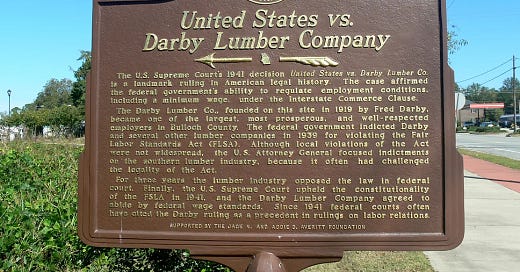 United States vs.
Darby Lumber Company
The U.S. Supreme Court's 1941 decision United States vs. Darby Lumber Co.
is a landmark ruling in American legal history. The case affirmed
the federal government's ability to regulate employment conditions,
including a minimum wage, under the Interstate Commerce Clause.
The Darby Lumber Co., founded on this site in 1919 by Fred Darby,
became one of the largest, most prosperous, and well-respected
employers in Bulloch County. The federal government indicted Darby
and several other lumber companies in 1939 for violating the Fair
Labor Standards Act (FLSA). Although local violations of the Act
were not widespread, the U.S. Attorney General focused indictments
on the southern lumber industry, because it often had challenged
the legality of the Act.
For three years the lumber industry opposed the law in federal
court. Finally, the U.S. Supreme Court upheld the constitutionality
of the FSLA in 1941, and the Darby Lumber Company agreed to
abide by federal wage standards. Since 1941 federal courts often
have cited the Darby ruling as a precedent in rulings on labor relations.
SUPPORTED BY THE JACK N. AND ADDIE D. AVERITT FOUNDATION